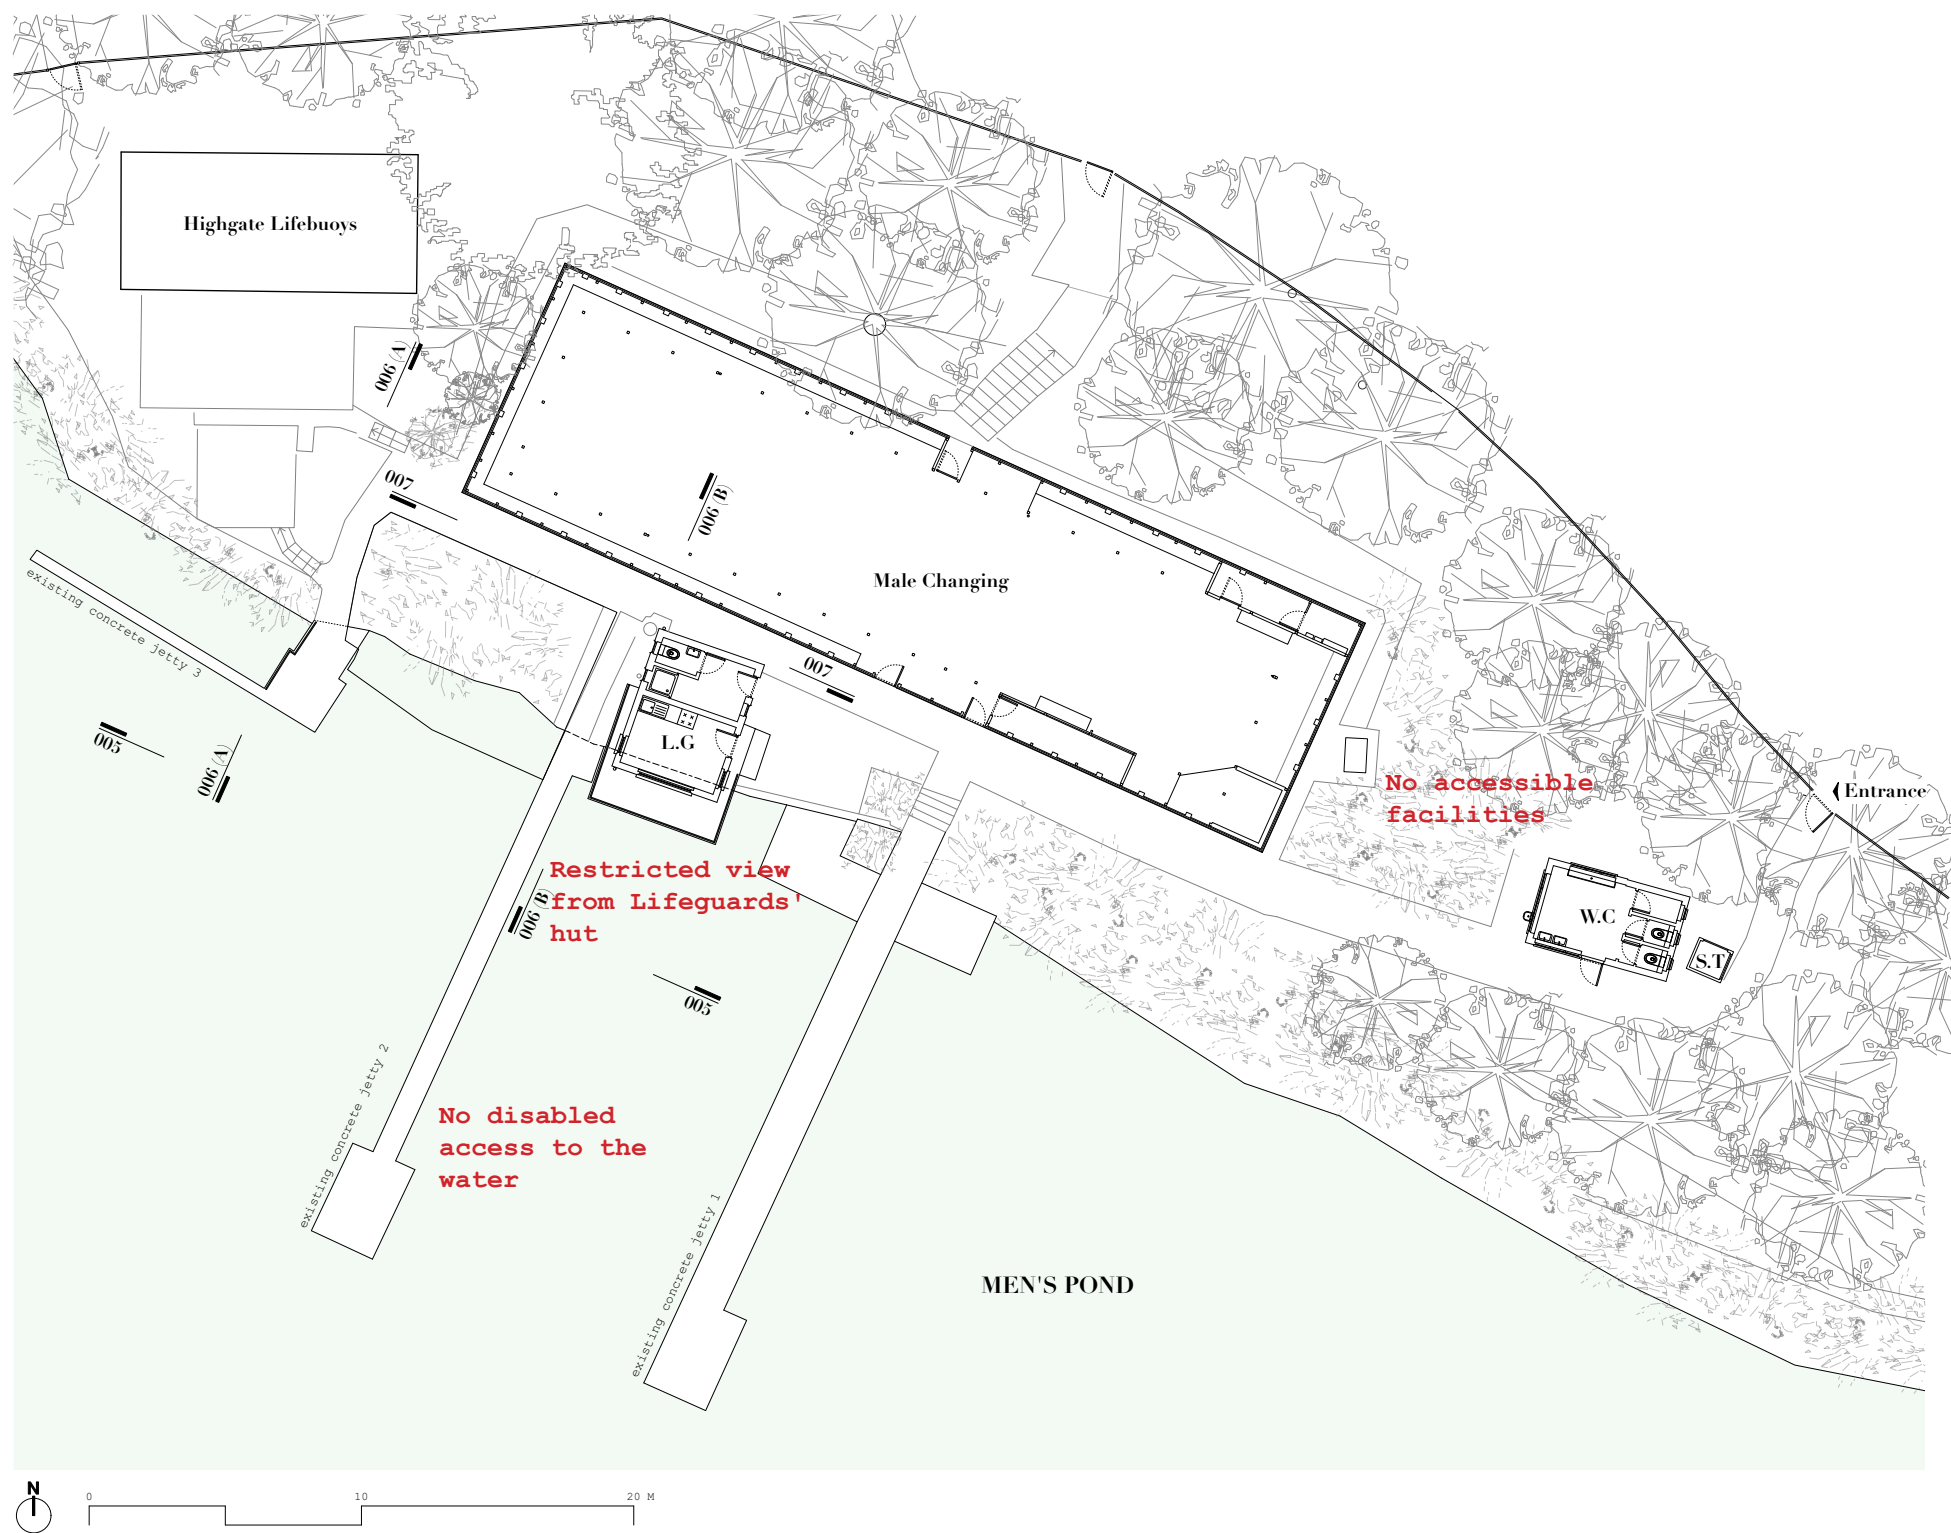 Highgate Lifebuoys
006 (A)
007
006 (B)
Male Changing
existing concrete jetty 3
007
L.G
005
006 (A)
No accessible
facilities
Entrance
Restricted view
from Lifeguards'
hut
006 (B)
W.C
S.T
005
existing concrete jetty 2
No disabled
access to the
water
existing concrete jetty 1
MEN'S POND
N
0
10
20 M